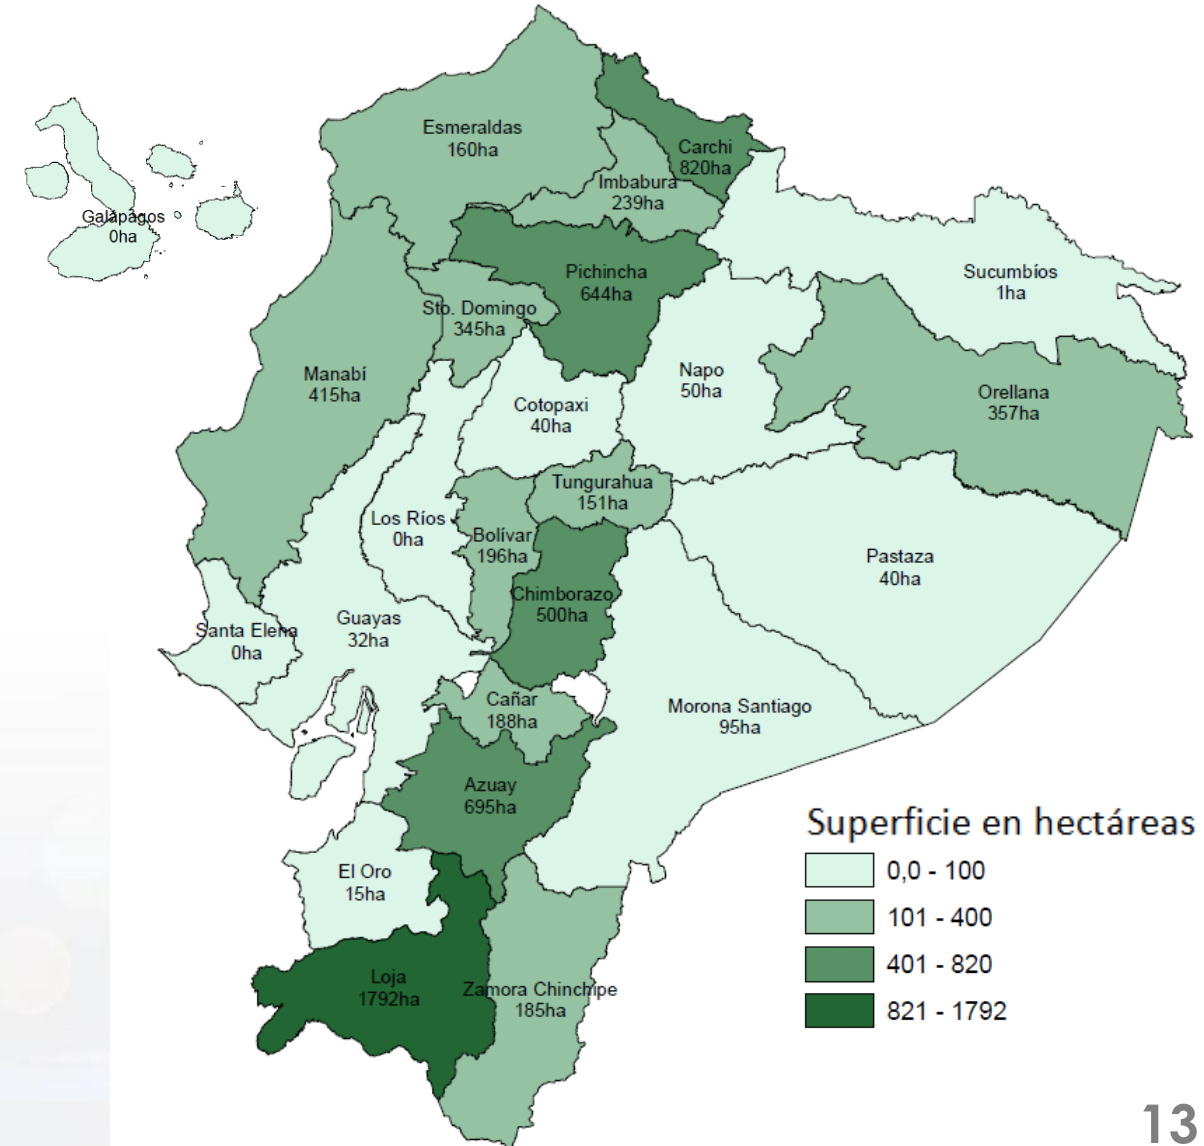 Esmeraldas
160ha
Carchi
820ha
Imbabura
239ha
Galápagos
0ha
Pichincha
644ha
Sucumbíos
1ha
Sto. Domingo
345ha
Manabí
415ha
Napo
50ha
Orellana
357ha
Cotopaxi
40ha
Tungurahua
151ha
Los Ríos
0ha
Bolívar
196ha
Pastaza
40ha
Chimborazo
500ha
Guayas
32ha
Santa Elena
0ha
Cañar
188ha
Morona Santiago
95ha
Azuay
695ha
El Oro
15ha
Loja
1792ha
Zamora Chinchipe
185ha
Superficie en hectáreas
0,0 - 100
101 - 400
401 - 820
821 - 1792
13